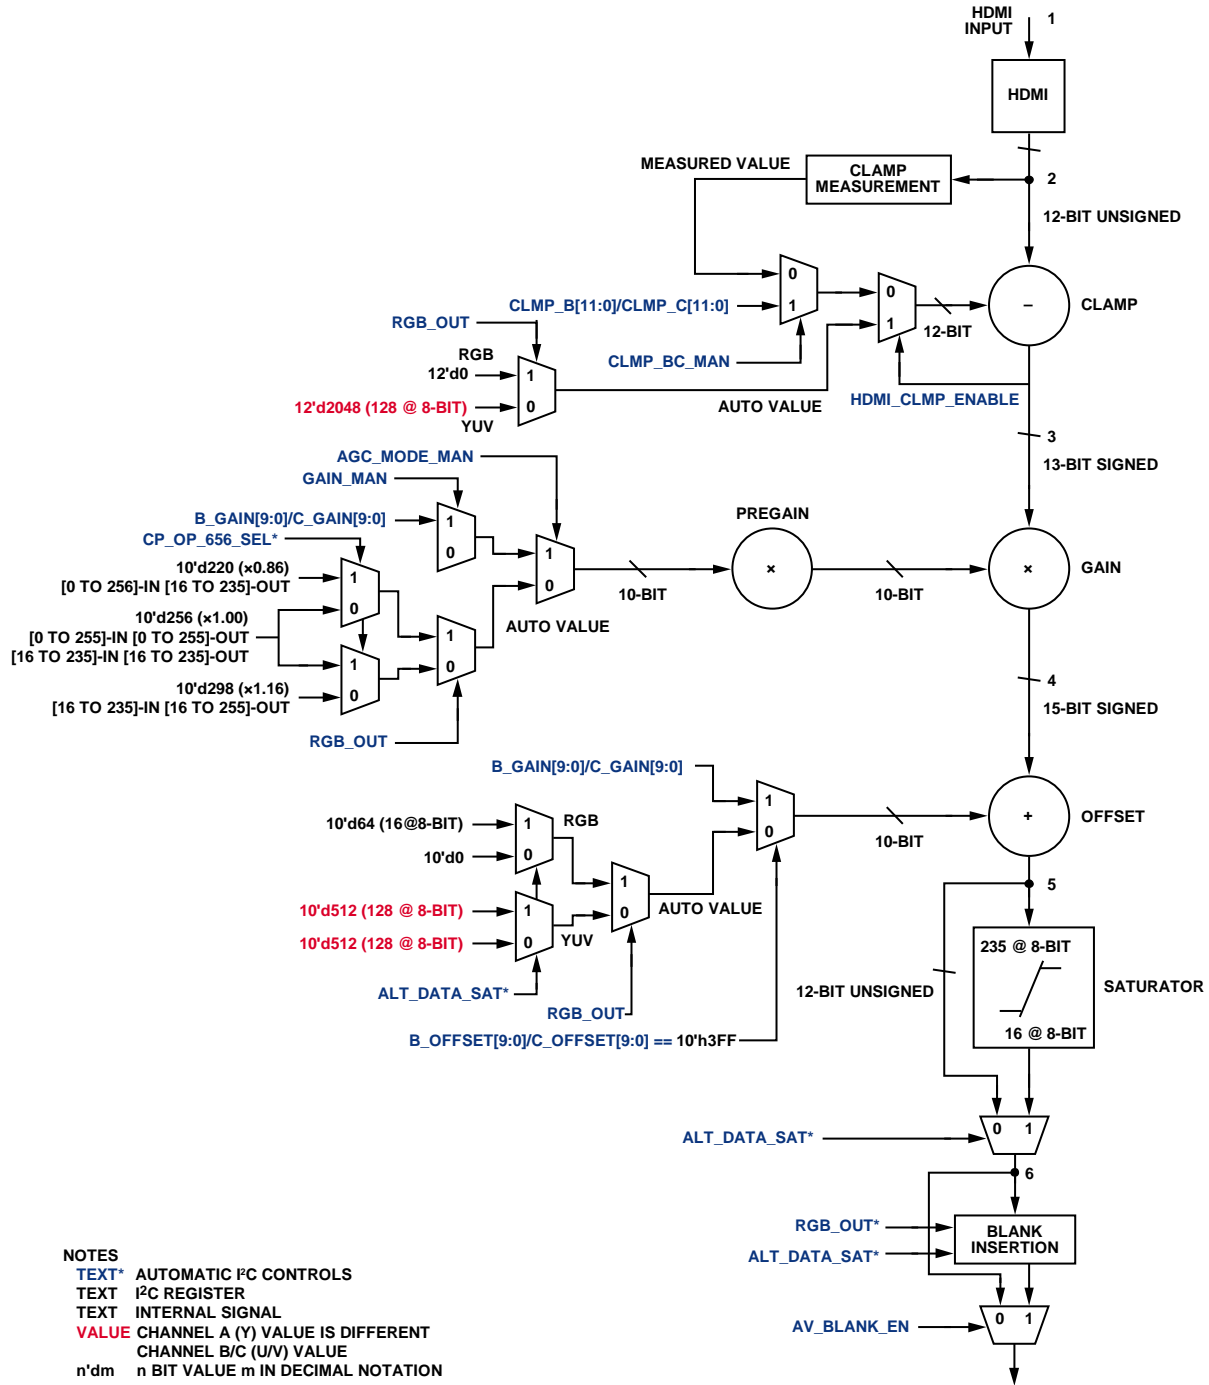 HDMI
INPUT
1
HDMI
MEASURED VALUE
CLAMP
MEASUREMENT
2
12-BIT UNSIGNED
0
1
CLMP_B[11:0]/CLMP_C[11:0]
0
1
12-BIT
–
CLAMP
RGB_OUT
CLMP_BC_MAN
RGB
12'd0
1
0
12'd2048 (128 @ 8-BIT)
YUV
AUTO VALUE
HDMI_CLMP_ENABLE
3
13-BIT SIGNED
AGC_MODE_MAN
GAIN_MAN
B_GAIN[9:0]/C_GAIN[9:0]
1
0
CP_OP_656_SEL*
PREGAIN
10'd220 (×0.86)
[0 TO 256]-IN [16 TO 235]-OUT
1
0
1
0
10-BIT
×
10-BIT
×
GAIN
10'd256 (×1.00)
[0 TO 255]-IN [0 TO 255]-OUT
[16 TO 235]-IN [16 TO 235]-OUT
AUTO VALUE
1
0
1
0
10'd298 (×1.16)
[16 TO 235]-IN [16 TO 255]-OUT
RGB_OUT
4
15-BIT SIGNED
B_GAIN[9:0]/C_GAIN[9:0]
1
0
10-BIT
+
OFFSET
10'd64 (16@8-BIT)
10'd0
1
0
RGB
10'd512 (128 @ 8-BIT)
10'd512 (128 @ 8-BIT)
1
0
YUV
1
0
AUTO VALUE
ALT_DATA_SAT*
RGB_OUT
B_OFFSET[9:0]/C_OFFSET[9:0] == 10'h3FF
5
12-BIT UNSIGNED
235 @ 8-BIT
16 @ 8-BIT
SATURATOR
0 1
ALT_DATA_SAT*
6
RGB_OUT*
ALT_DATA_SAT*
BLANK
INSERTION
0 1
AV_BLANK_EN
NOTES
TEXT* AUTOMATIC I²C CONTROLS
TEXT I²C REGISTER
TEXT INTERNAL SIGNAL
VALUE CHANNEL A (Y) VALUE IS DIFFERENT
CHANNEL B/C (U/V) VALUE
n'dm n BIT VALUE m IN DECIMAL NOTATION